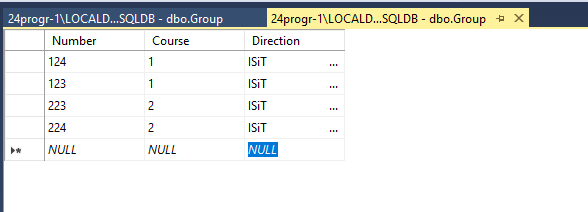 24progr-1\LOCALD...SQLDB - dbo.Group 24progr-1\LOCALD...SQLDB - dbo.Group
Number Course Direction
124 1 ISiT ...
123 1 ISiT ...
223 2 ISiT ...
224 2 ISiT ...
NULL NULL NULL